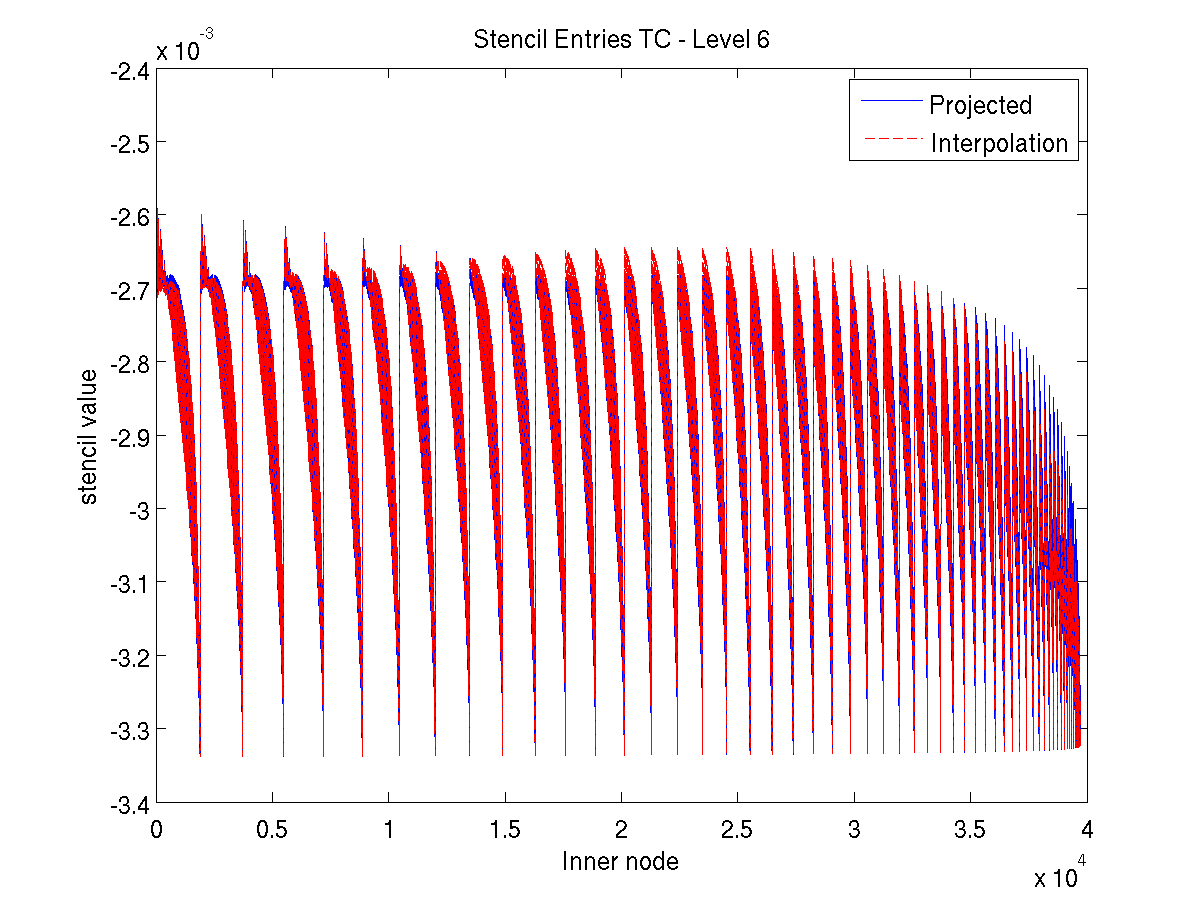 Stencil Entries TC - Level 6
x 10^-3
-2.4
-2.5
-2.6
-2.7
-2.8
-2.9
-3
-3.1
-3.2
-3.3
-3.4
stencil value
Projected
Interpolation
0 0.5 1 1.5 2 2.5 3 3.5 4
Inner node
x 10^4